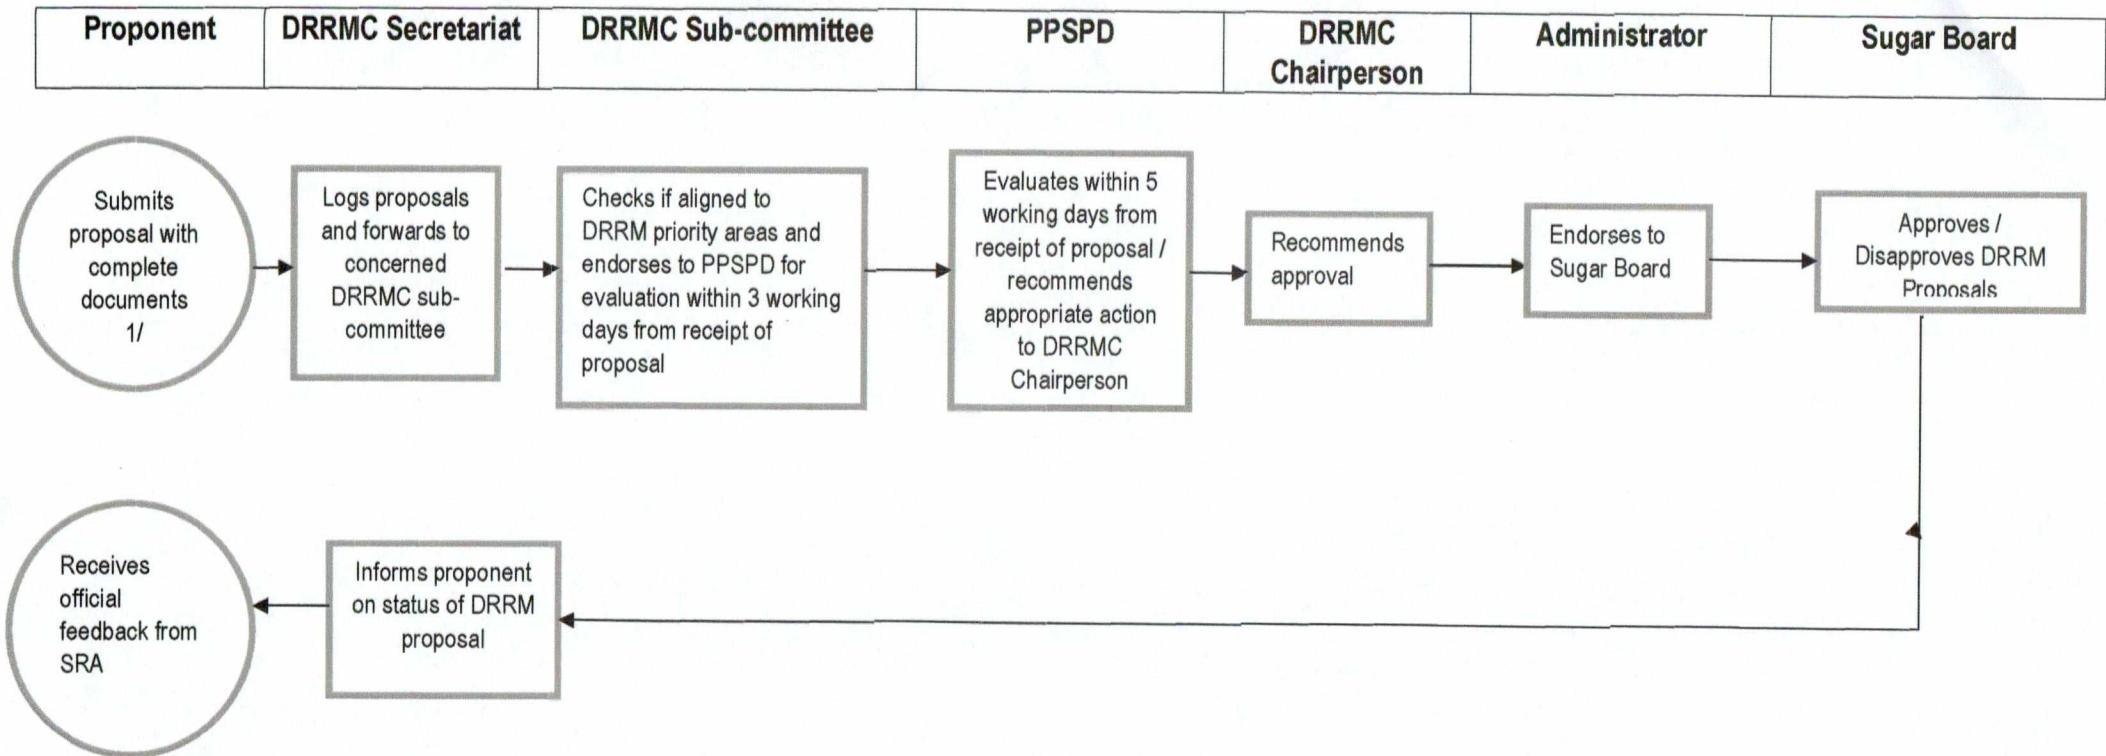 Proponent
DRRMC Secretariat
DRRMC Sub-committee
PPSPD
DRRMC
Chairperson
Administrator
Sugar Board
Submits
proposal with
complete
documents
1/
Logs proposals
and forwards to
concerned
DRRMC sub-
committee
Checks if aligned to
DRRM priority areas and
endorses to PPSPD for
evaluation within 3 working
days from receipt of
proposal
Evaluates within 5
working days from
receipt of proposal /
recommends
appropriate action
to DRRMC
Chairperson
Recommends
approval
Endorses to
Sugar Board
Approves /
Disapproves DRRM
Proposals
Receives
official
feedback from
SRA
Informs proponent
on status of DRRM
proposal